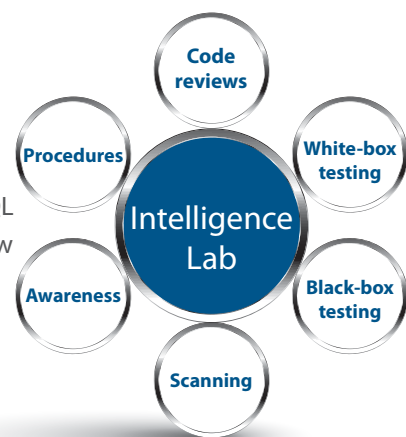 Code
reviews
Procedures
White-box
testing
Intelligence
Lab
Awareness
Black-box
testing
Scanning